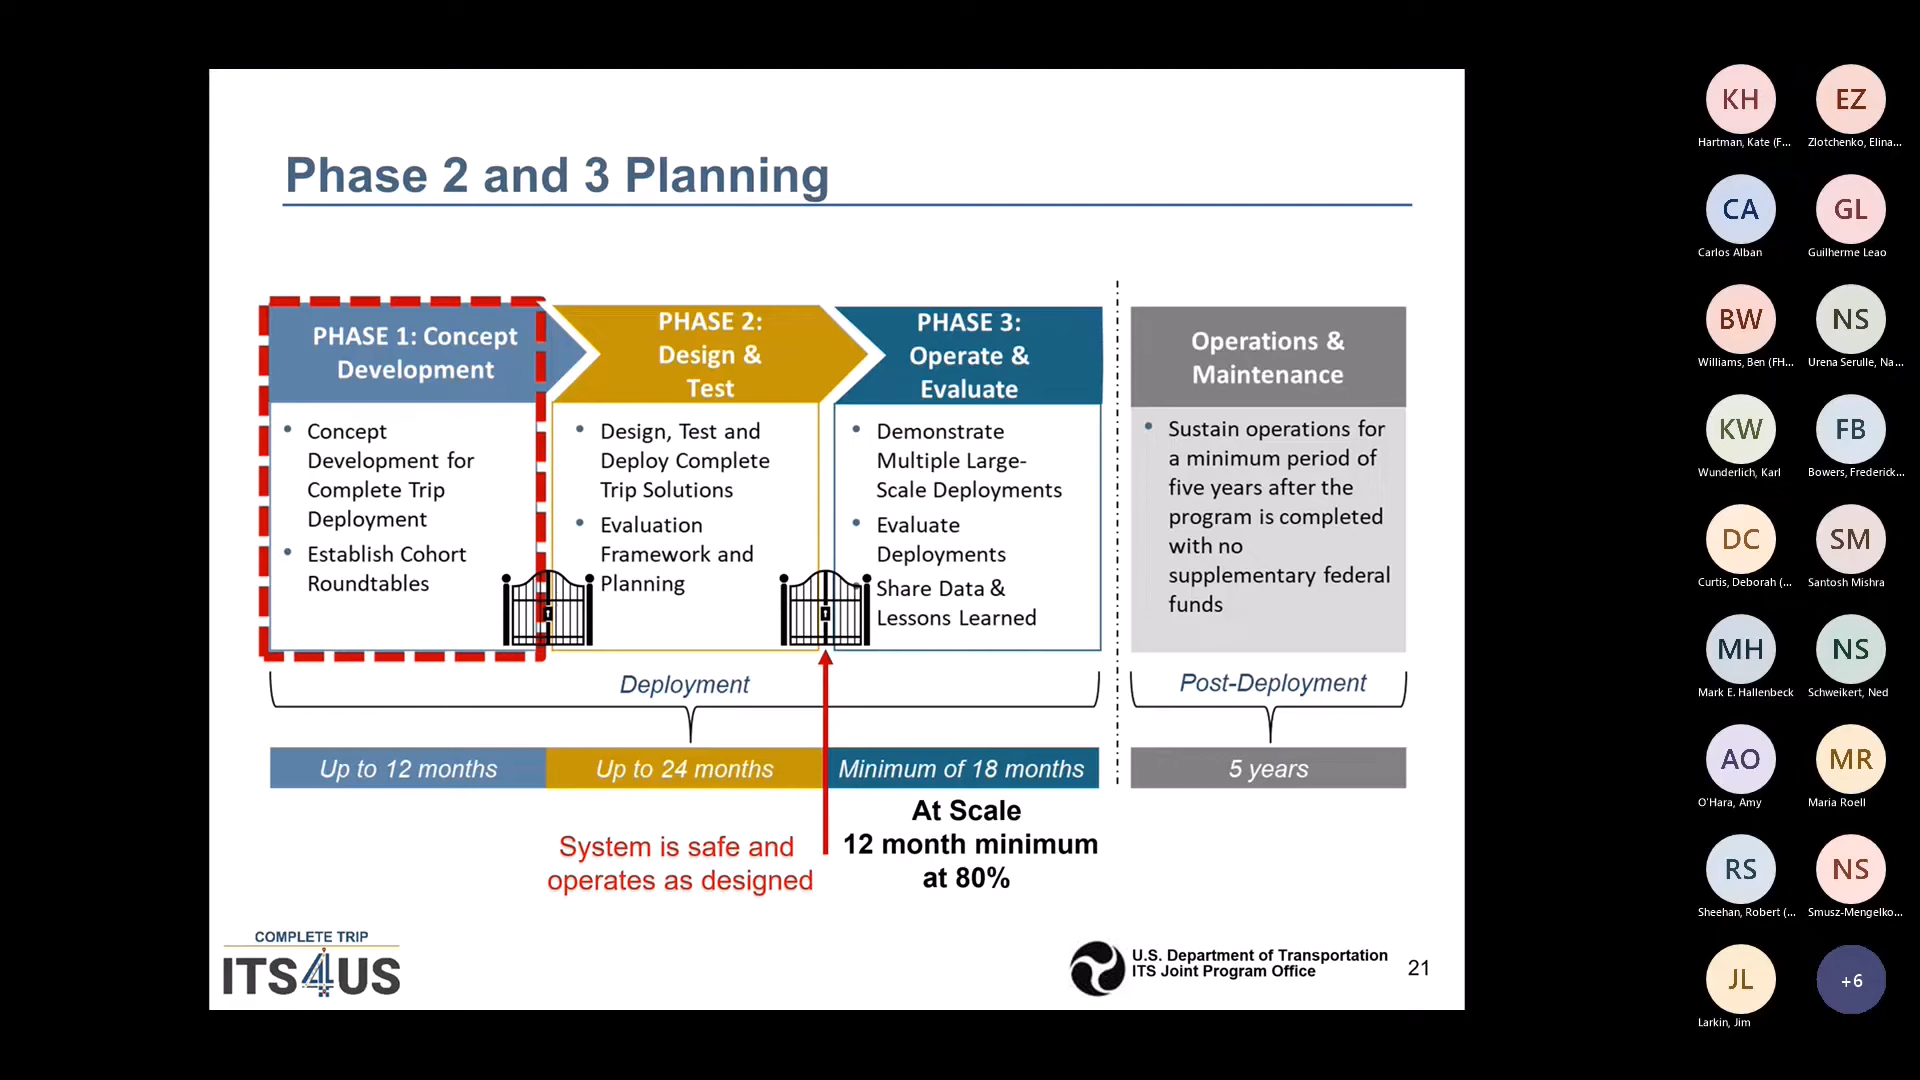 Phase 2 and 3 Planning
PHASE 1: Concept
Development
• Concept
Development for
Complete Trip
Deployment
• Establish Cohort
Roundtables
PHASE 2:
Design &
Test
• Design, Test and
Deploy Complete
Trip Solutions
• Evaluation
Framework and
Planning
PHASE 3:
Operate &
Evaluate
• Demonstrate
Multiple Large-
Scale Deployments
• Evaluate
Deployments
• Share Data &
Lessons Learned
Operations &
Maintenance
• Sustain operations for
a minimum period of
five years after the
program is completed
with no
supplementary federal
funds
Deployment
Post-Deployment
Up to 12 months
Up to 24 months
Minimum of 18 months
5 years
System is safe and
operates as designed
At Scale
12 month minimum
at 80%
COMPLETE TRIP
ITS4US
U.S. Department of Transportation
ITS Joint Program Office
21
KH
Hartman, Kate (F...
EZ
Zlotchenko, Elina...
CA
Carlos Alban
GL
Guilherme Leao
BW
Williams, Ben (FH...
NS
Urena Serulle, Na...
KW
Wunderlich, Karl
FB
Bowers, Frederick...
DC
Curtis, Deborah (...
SM
Santosh Mishra
MH
Mark E. Hallenbeck
NS
Schweikert, Ned
AO
O'Hara, Amy
MR
Maria Roell
RS
Sheehan, Robert (...
NS
Smusz-Mengelko...
JL
Larkin, Jim
+6